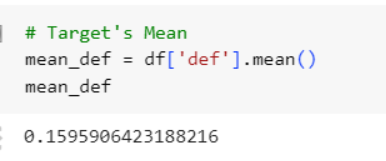 # Target's Mean
mean_def = df['def'].mean()
mean_def
0.1595906423188216